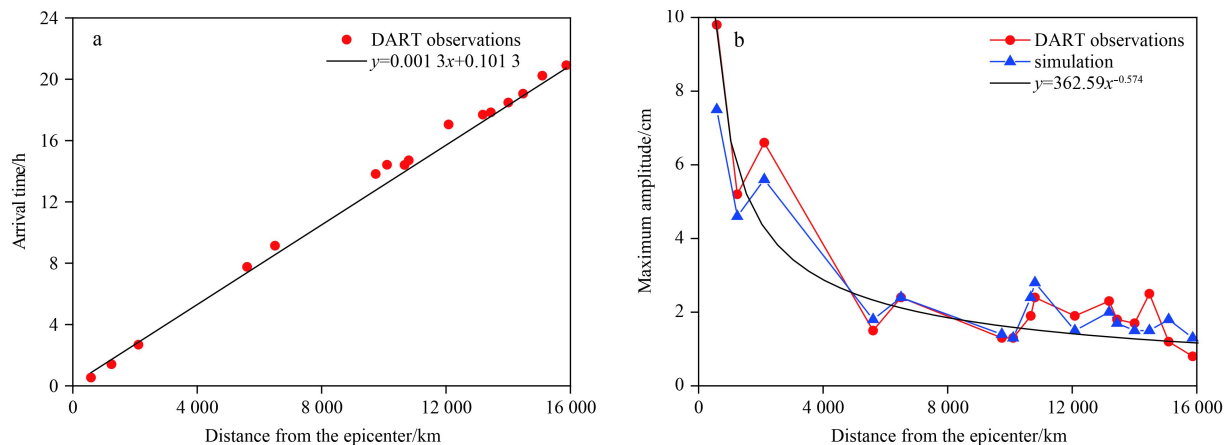 a
DART observations
y=0.001 3x+0.101 3
24
20
16
12
8
4
0
Arrival time/h
0
4 000
8 000
12 000
16 000
Distance from the epicenter/km
b
DART observations
simulation
y=362.59x⁻⁰·⁵⁷⁴
10
8
6
4
2
0
Maximum amplitude/cm
0
4 000
8 000
12 000
16 000
Distance from the epicenter/km